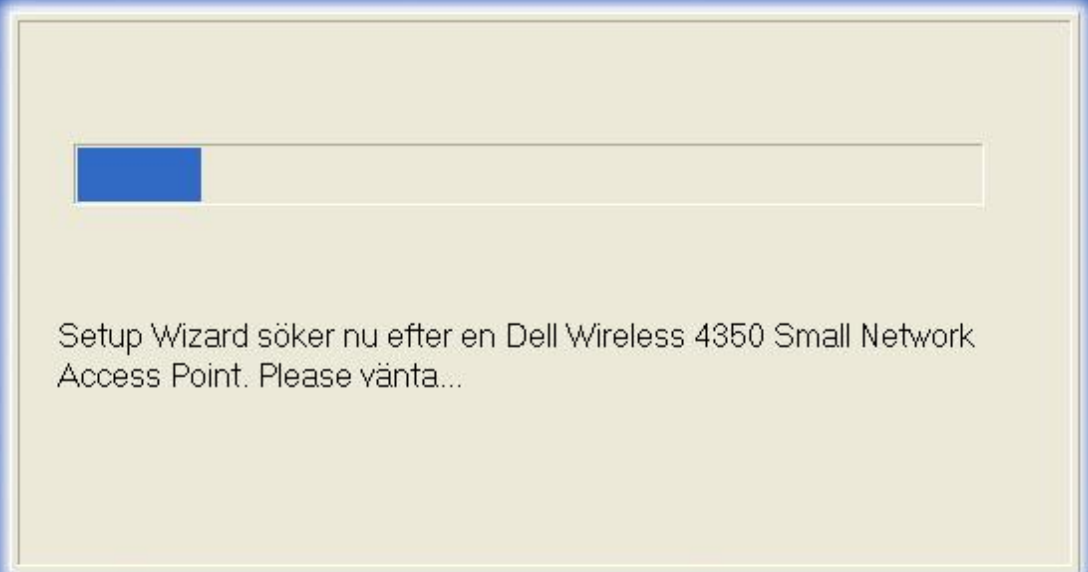 Setup Wizard söker nu efter en Dell Wireless 4350 Small Network
Access Point. Please vänta...